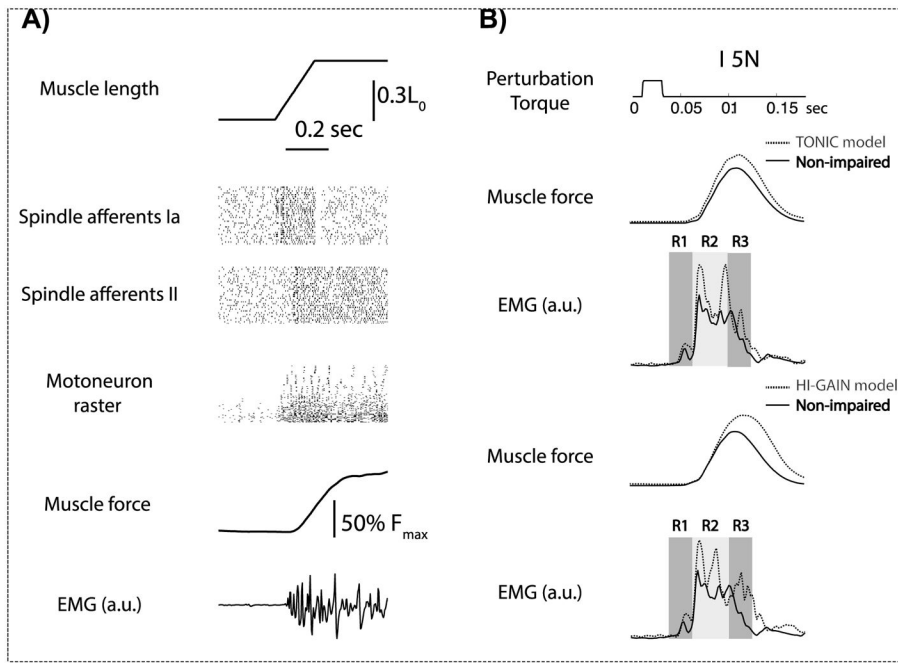 A)
Muscle length
0.3L0
0.2 sec
Spindle afferents Ia
Spindle afferents II
Motoneuron
raster
Muscle force
50% Fmax
EMG (a.u.)
B)
I 5N
Perturbation
Torque
0 0.05 01 0.15 sec
TONIC model
Non-impaired
Muscle force
R1 R2 R3
EMG (a.u.)
HI-GAIN model
Non-impaired
Muscle force
R1 R2 R3
EMG (a.u.)